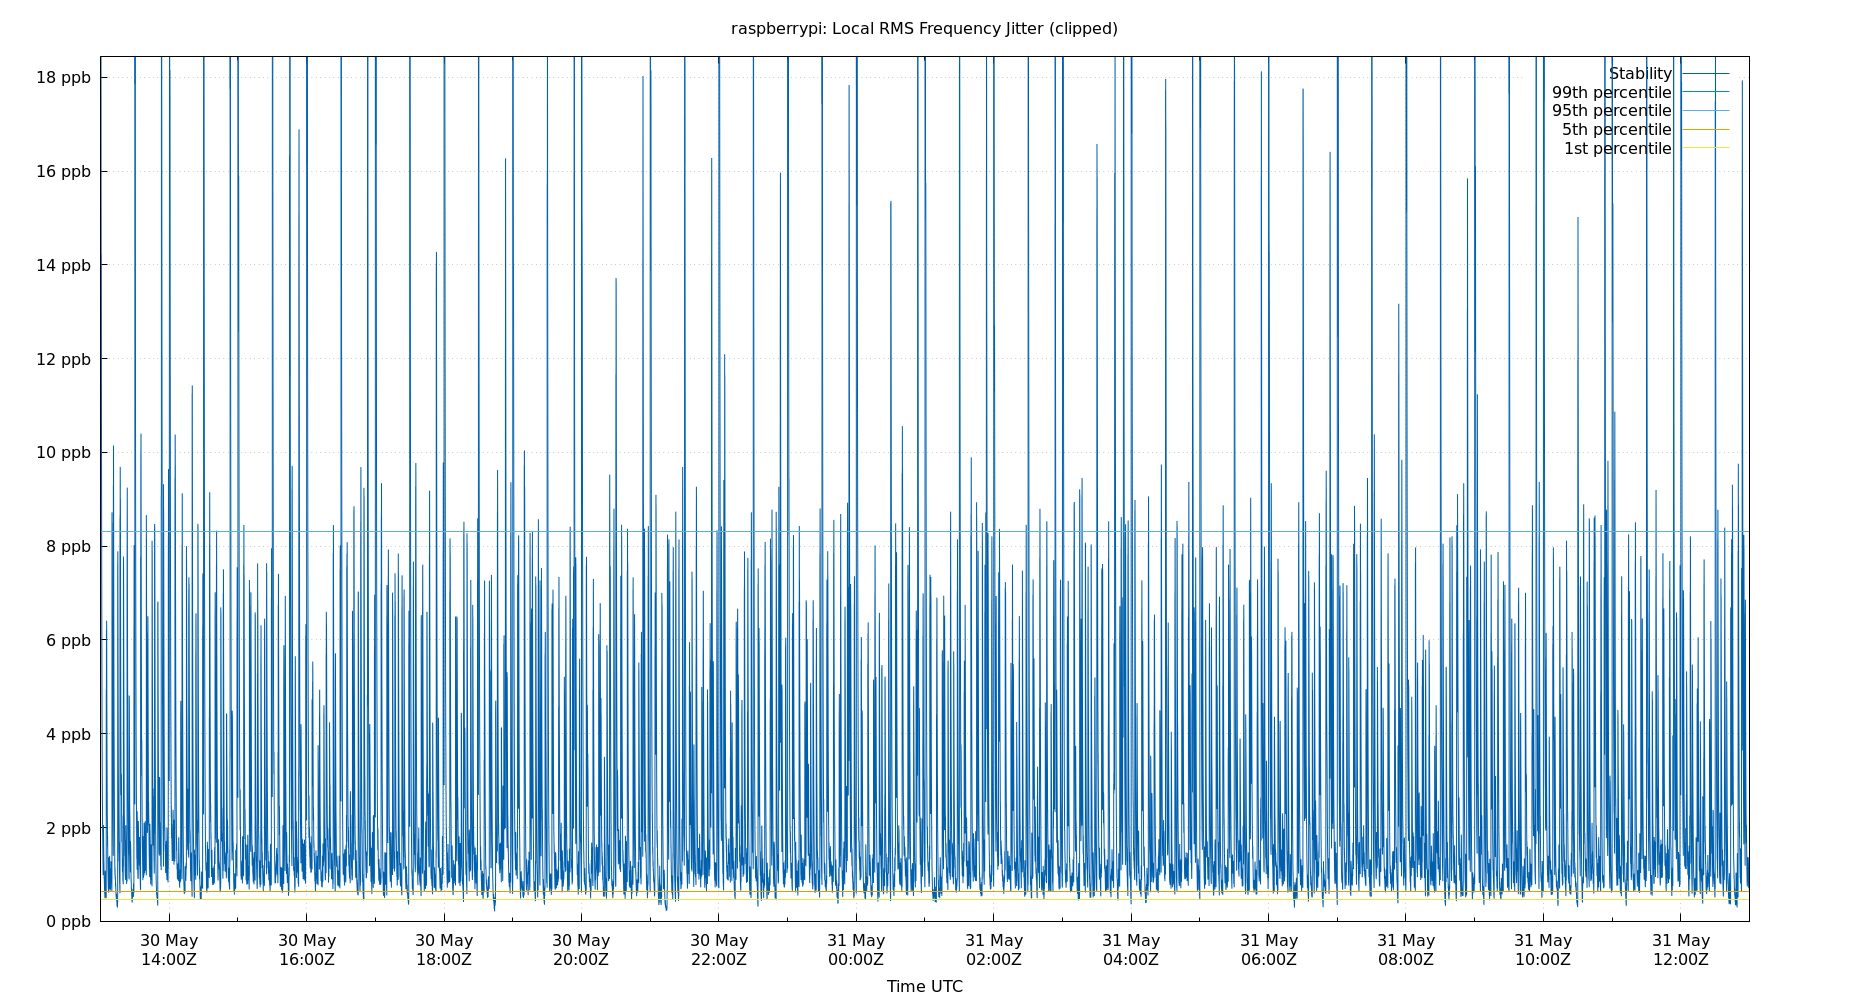 raspberrypi: Local RMS Frequency Jitter (clipped)
18 ppb
16 ppb
14 ppb
12 ppb
10 ppb
8 ppb
6 ppb
4 ppb
2 ppb
0 ppb
Stability
99th percentile
95th percentile
5th percentile
1st percentile
30 May 30 May 30 May 30 May 30 May 31 May 31 May 31 May 31 May 31 May 31 May 31 May
14:00Z 16:00Z 18:00Z 20:00Z 22:00Z 00:00Z 02:00Z 04:00Z 06:00Z 08:00Z 10:00Z 12:00Z
Time UTC